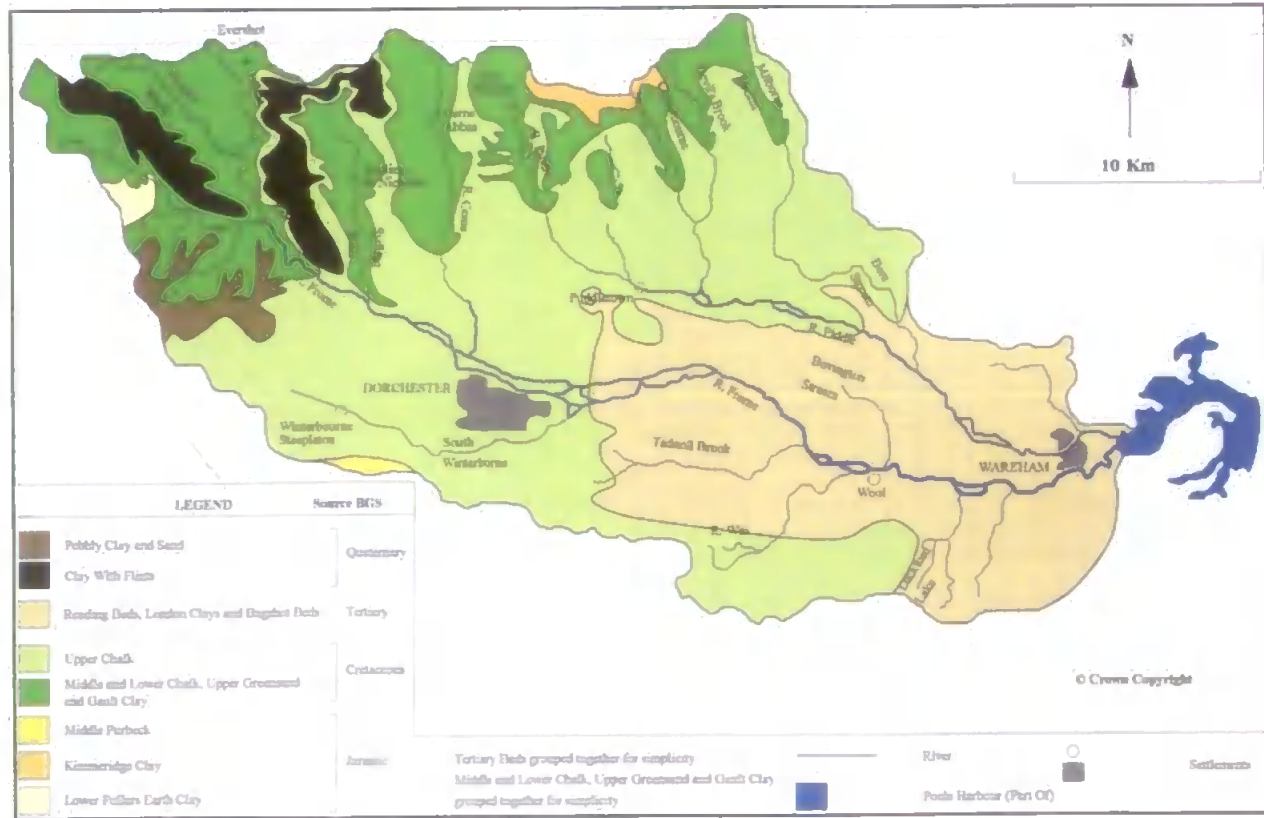 Evershot
N
10 Km
Milborne
Brook
Cerne
Abbas
R. Cerne
R. Frome
Puddletown
R. Piddle
Bovington
Stream
DORCHESTER
R. Frome
Winterbourne
Steepleton
South
Winterborne
Tadnoll Brook
WAREHAM
Wool
R. Win
LEGEND
Source BGS
Pebbly Clay and Sand
Quaternary
Clay With Flints
Reading Beds, London Clays and Bagshot Beds
Tertiary
Upper Chalk
Cretaceous
Middle and Lower Chalk, Upper Greensand
and Gault Clay
© Crown Copyright
Middle Purbeck
Kimmeridge Clay
Jurassic
Lower Fullers Earth Clay
Tertiary Beds grouped together for simplicity
Middle and Lower Chalk, Upper Greensand and Gault Clay
grouped together for simplicity
River
Settlements
Poole Harbour (Part Of)